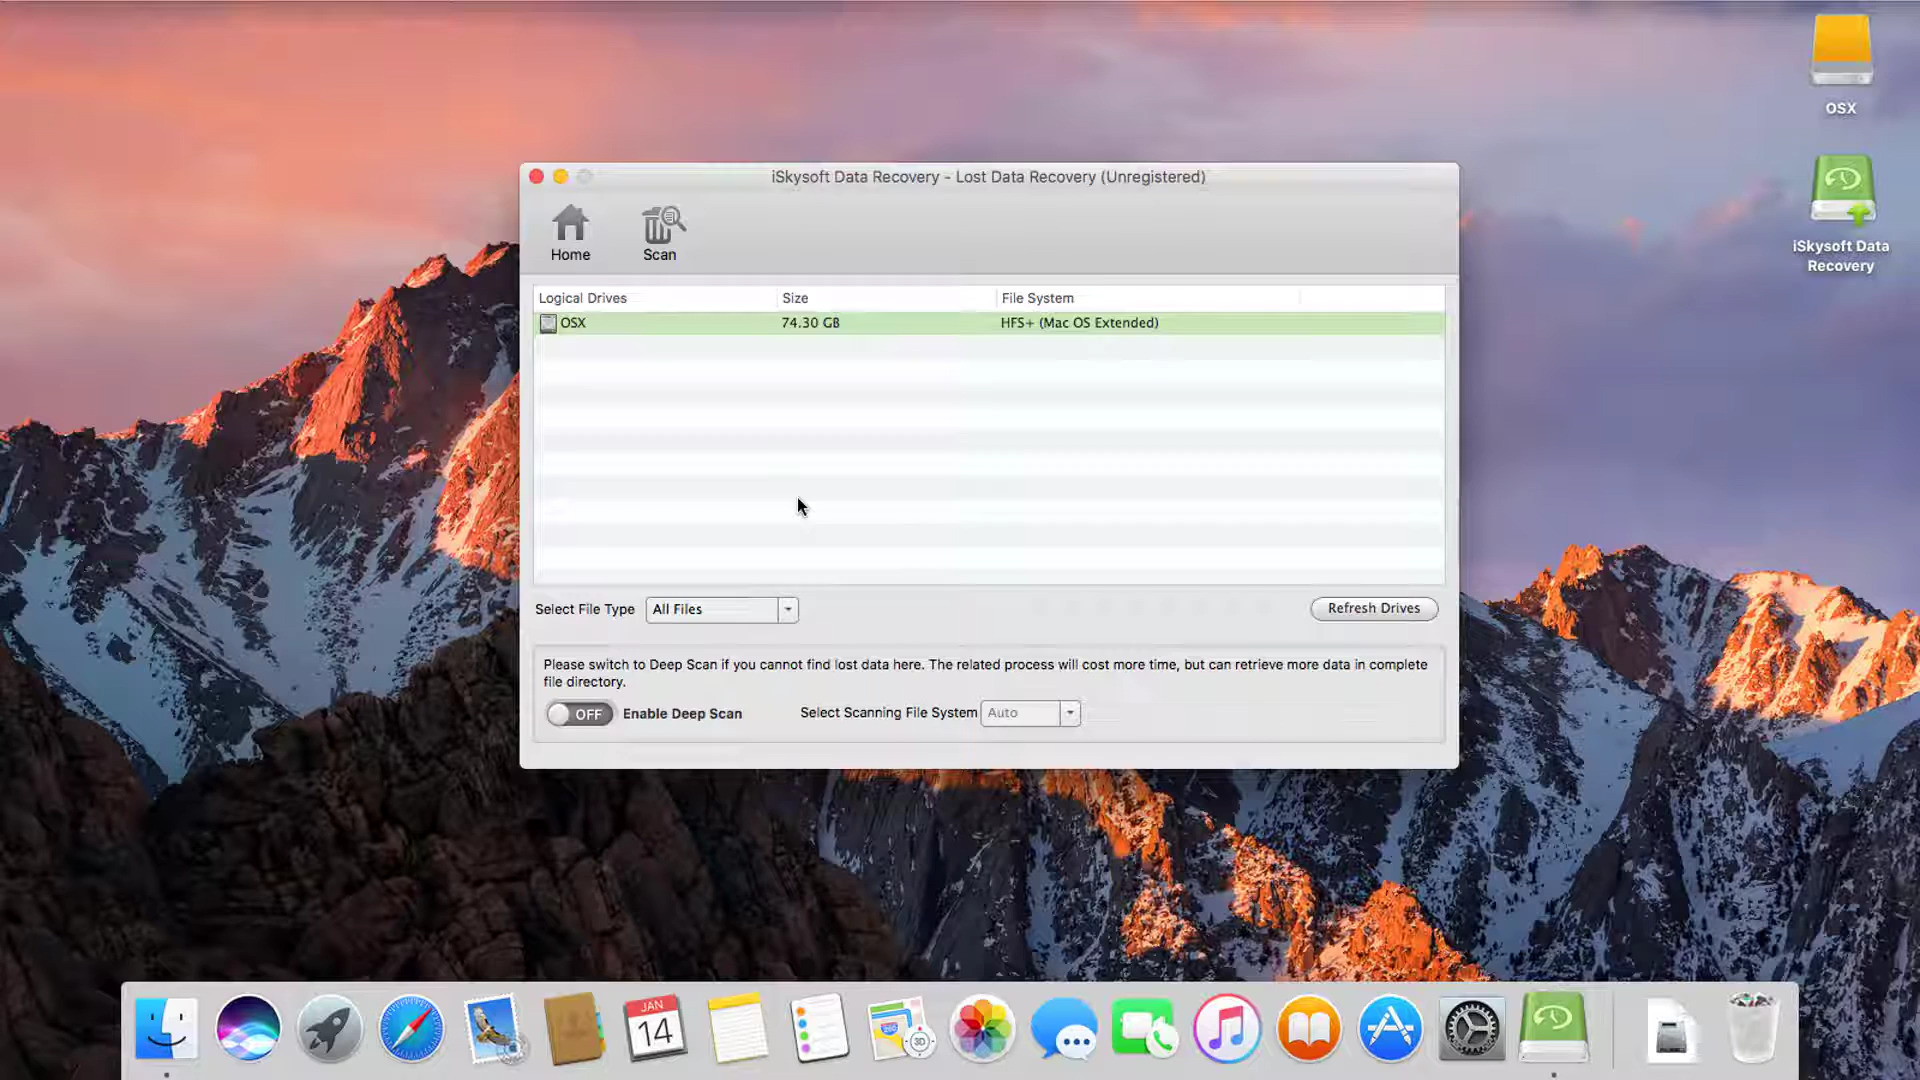 OSX
iSkysoft Data
Recovery
iSkysoft Data Recovery - Lost Data Recovery (Unregistered)
Home
Scan
Logical Drives
Size
File System
OSX
74.30 GB
HFS+ (Mac OS Extended)
Select File Type
All Files
Refresh Drives
Please switch to Deep Scan if you cannot find lost data here. The related process will cost more time, but can retrieve more data in complete
file directory.
OFF
Enable Deep Scan
Select Scanning File System
Auto
JAN
14
280
3D